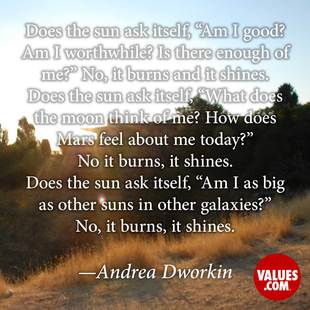 Does the sun ask itself, “Am I good?
Am I worthwhile? Is there enough of
me?” No, it burns and it shines.
Does the sun ask itself, “What does
the moon think of me? How does
Mars feel about me today?”
No it burns, it shines.
Does the sun ask itself, “Am I as big
as other suns in other galaxies?”
No, it burns, it shines.
—Andrea Dworkin
VALUES
.COM